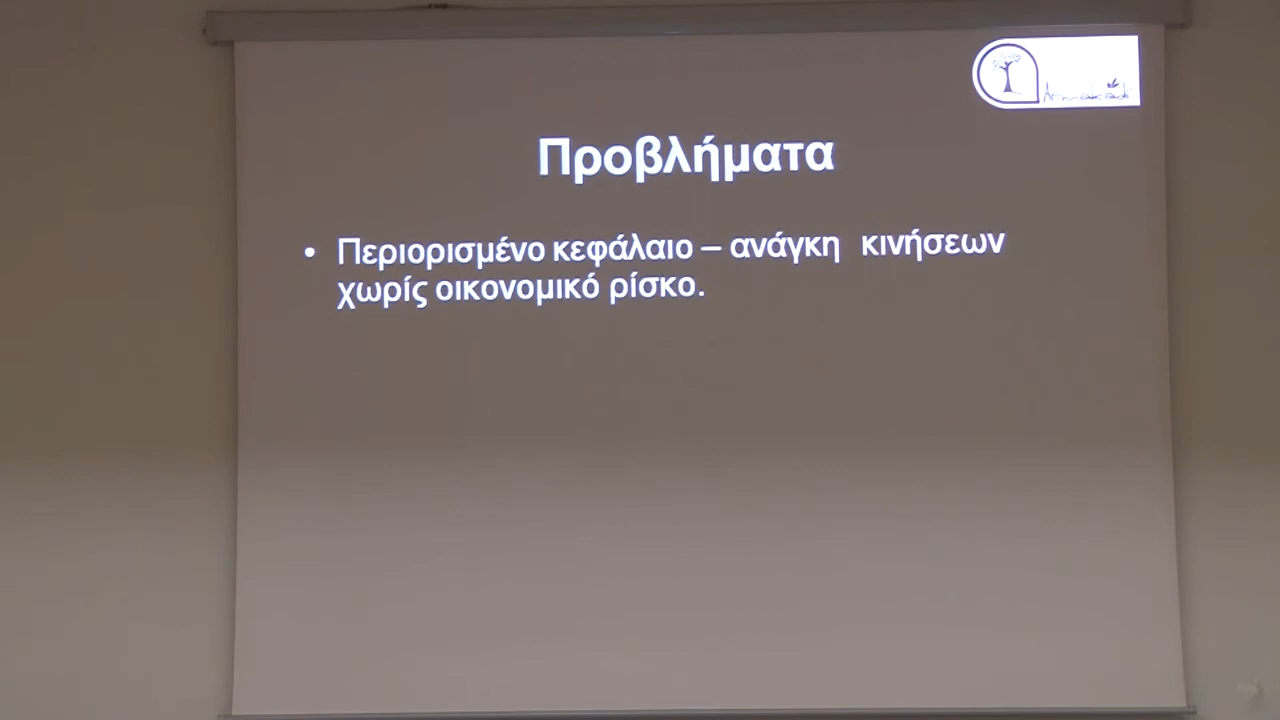 Προβλήματα
• Περιορισμένο κεφάλαιο – ανάγκη κινήσεων
χωρίς οικονομικό ρίσκο.